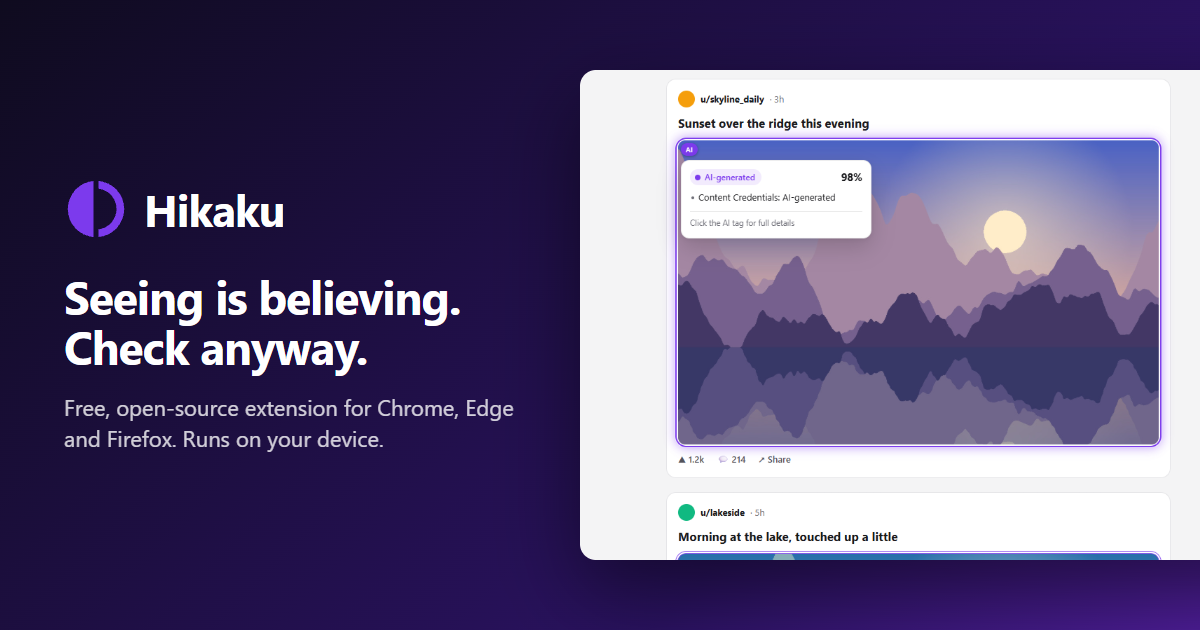 Hikaku
Seeing is believing.
Check anyway.
Free, open-source extension for Chrome, Edge
and Firefox. Runs on your device.
u/skyline_daily · 3h
Sunset over the ridge this evening
AI
AI-generated 98%
• Content Credentials: AI-generated
Click the AI tag for full details
▲ 1.2k 💬 214 ↗ Share
u/lakeside · 5h
Morning at the lake, touched up a little